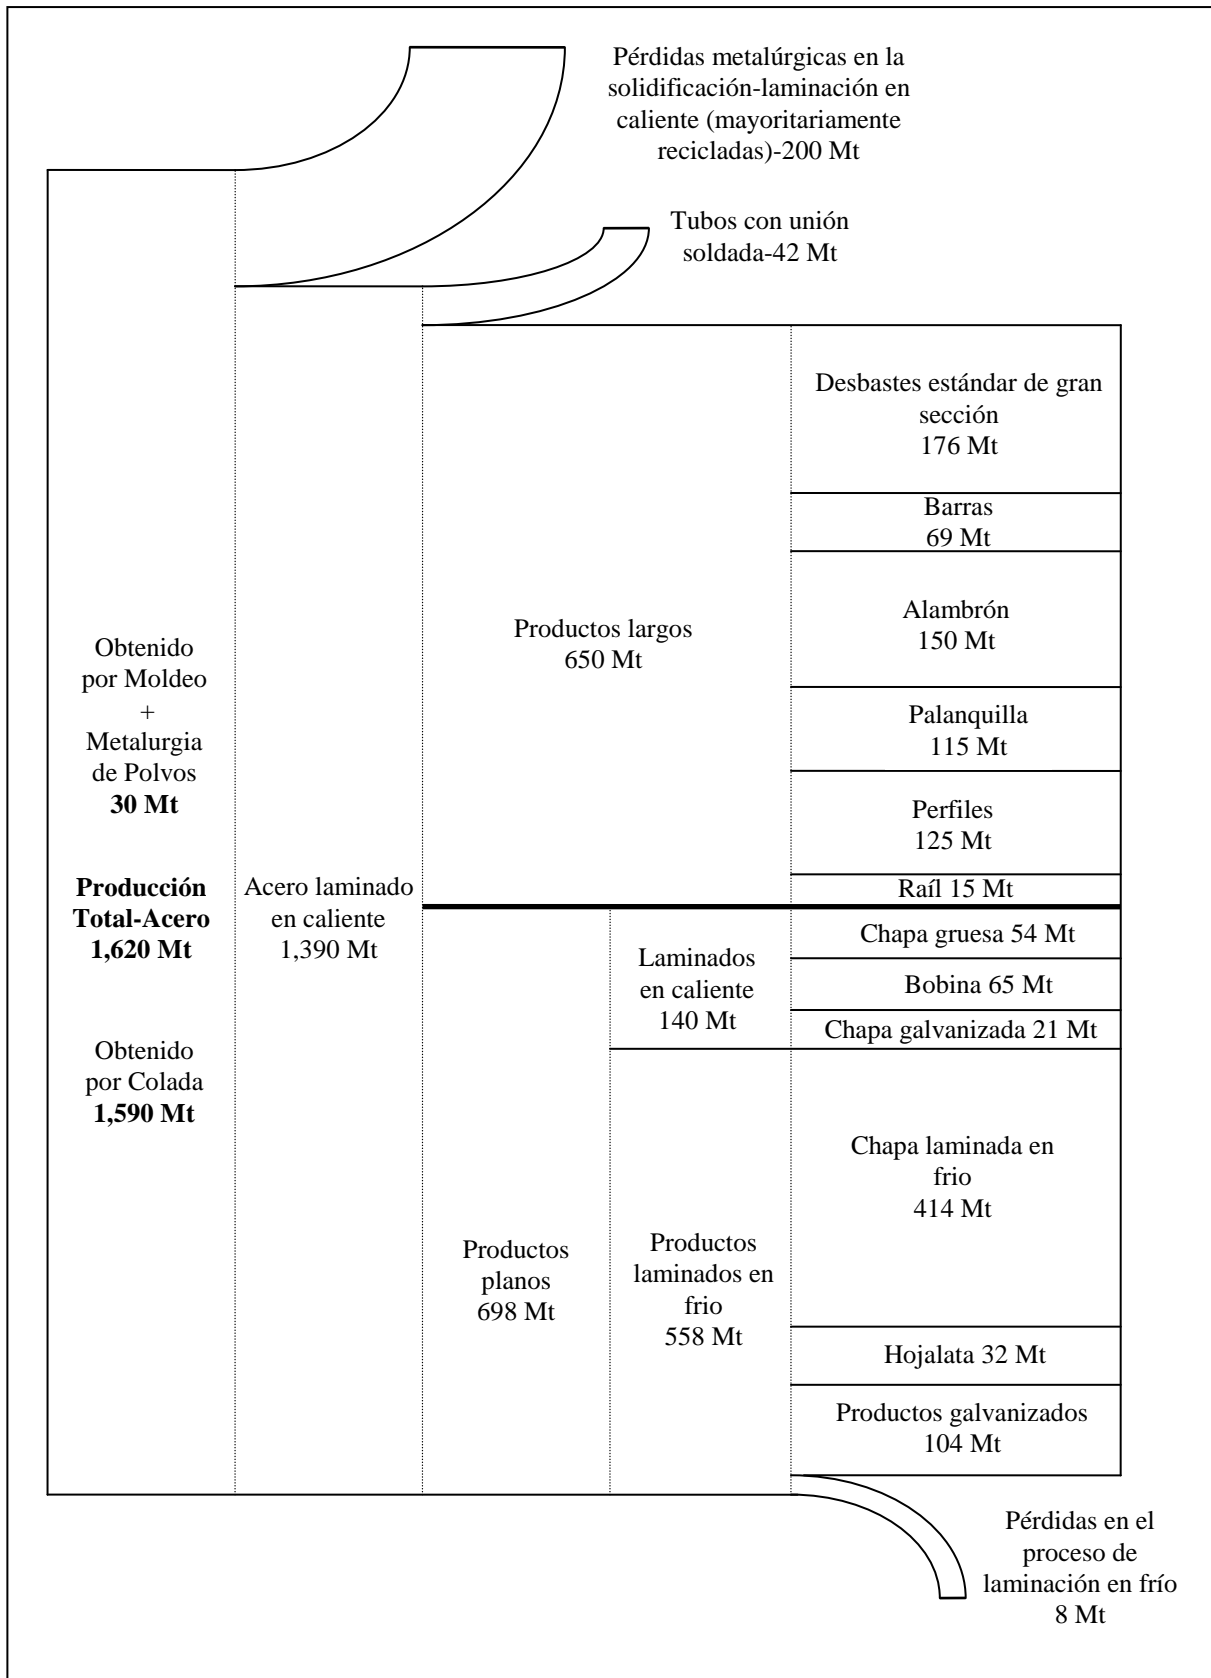 Pérdidas metalúrgicas en la
solidificación-laminación en
caliente (mayoritariamente
recicladas)-200 Mt
Tubos con unión
soldada-42 Mt
Obtenido
por Moldeo
+
Metalurgia
de Polvos
30 Mt
Producción
Total-Acero
1,620 Mt
Obtenido
por Colada
1,590 Mt
Acero laminado
en caliente
1,390 Mt
Productos largos
650 Mt
Desbastes estándar de gran
sección
176 Mt
Barras
69 Mt
Alambrón
150 Mt
Palanquilla
115 Mt
Perfiles
125 Mt
Raíl 15 Mt
Productos
planos
698 Mt
Laminados
en caliente
140 Mt
Chapa gruesa 54 Mt
Bobina 65 Mt
Chapa galvanizada 21 Mt
Productos
laminados en
frio
558 Mt
Chapa laminada en
frio
414 Mt
Hojalata 32 Mt
Productos galvanizados
104 Mt
Pérdidas en el
proceso de
laminación en frío
8 Mt